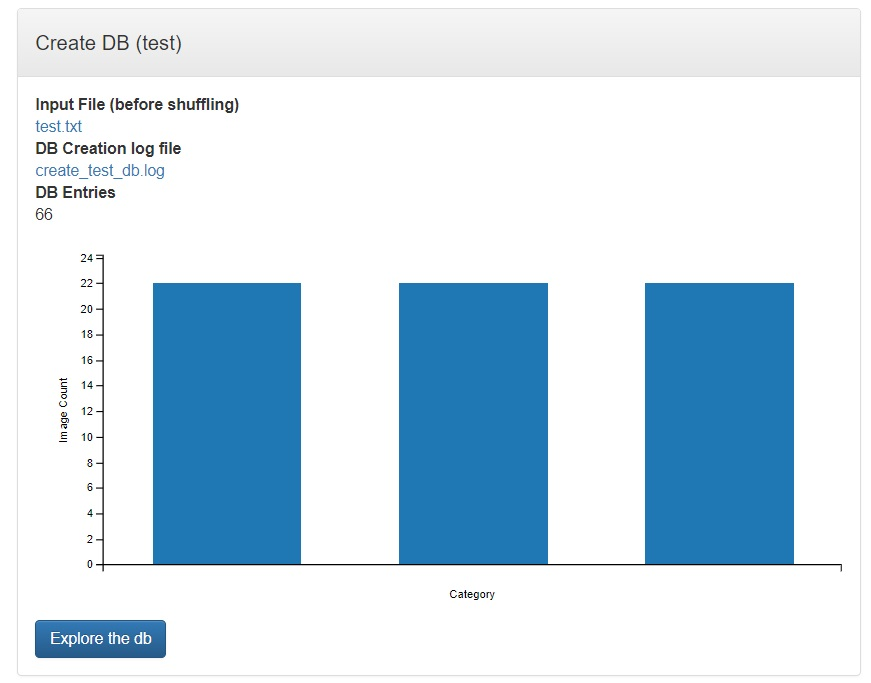 Create DB (test)
Input File (before shuffling)
test.txt
DB Creation log file
create_test_db.log
DB Entries
66
24
22
20
18
16
14
12
10
8
6
4
2
0
Image Count
Category
Explore the db